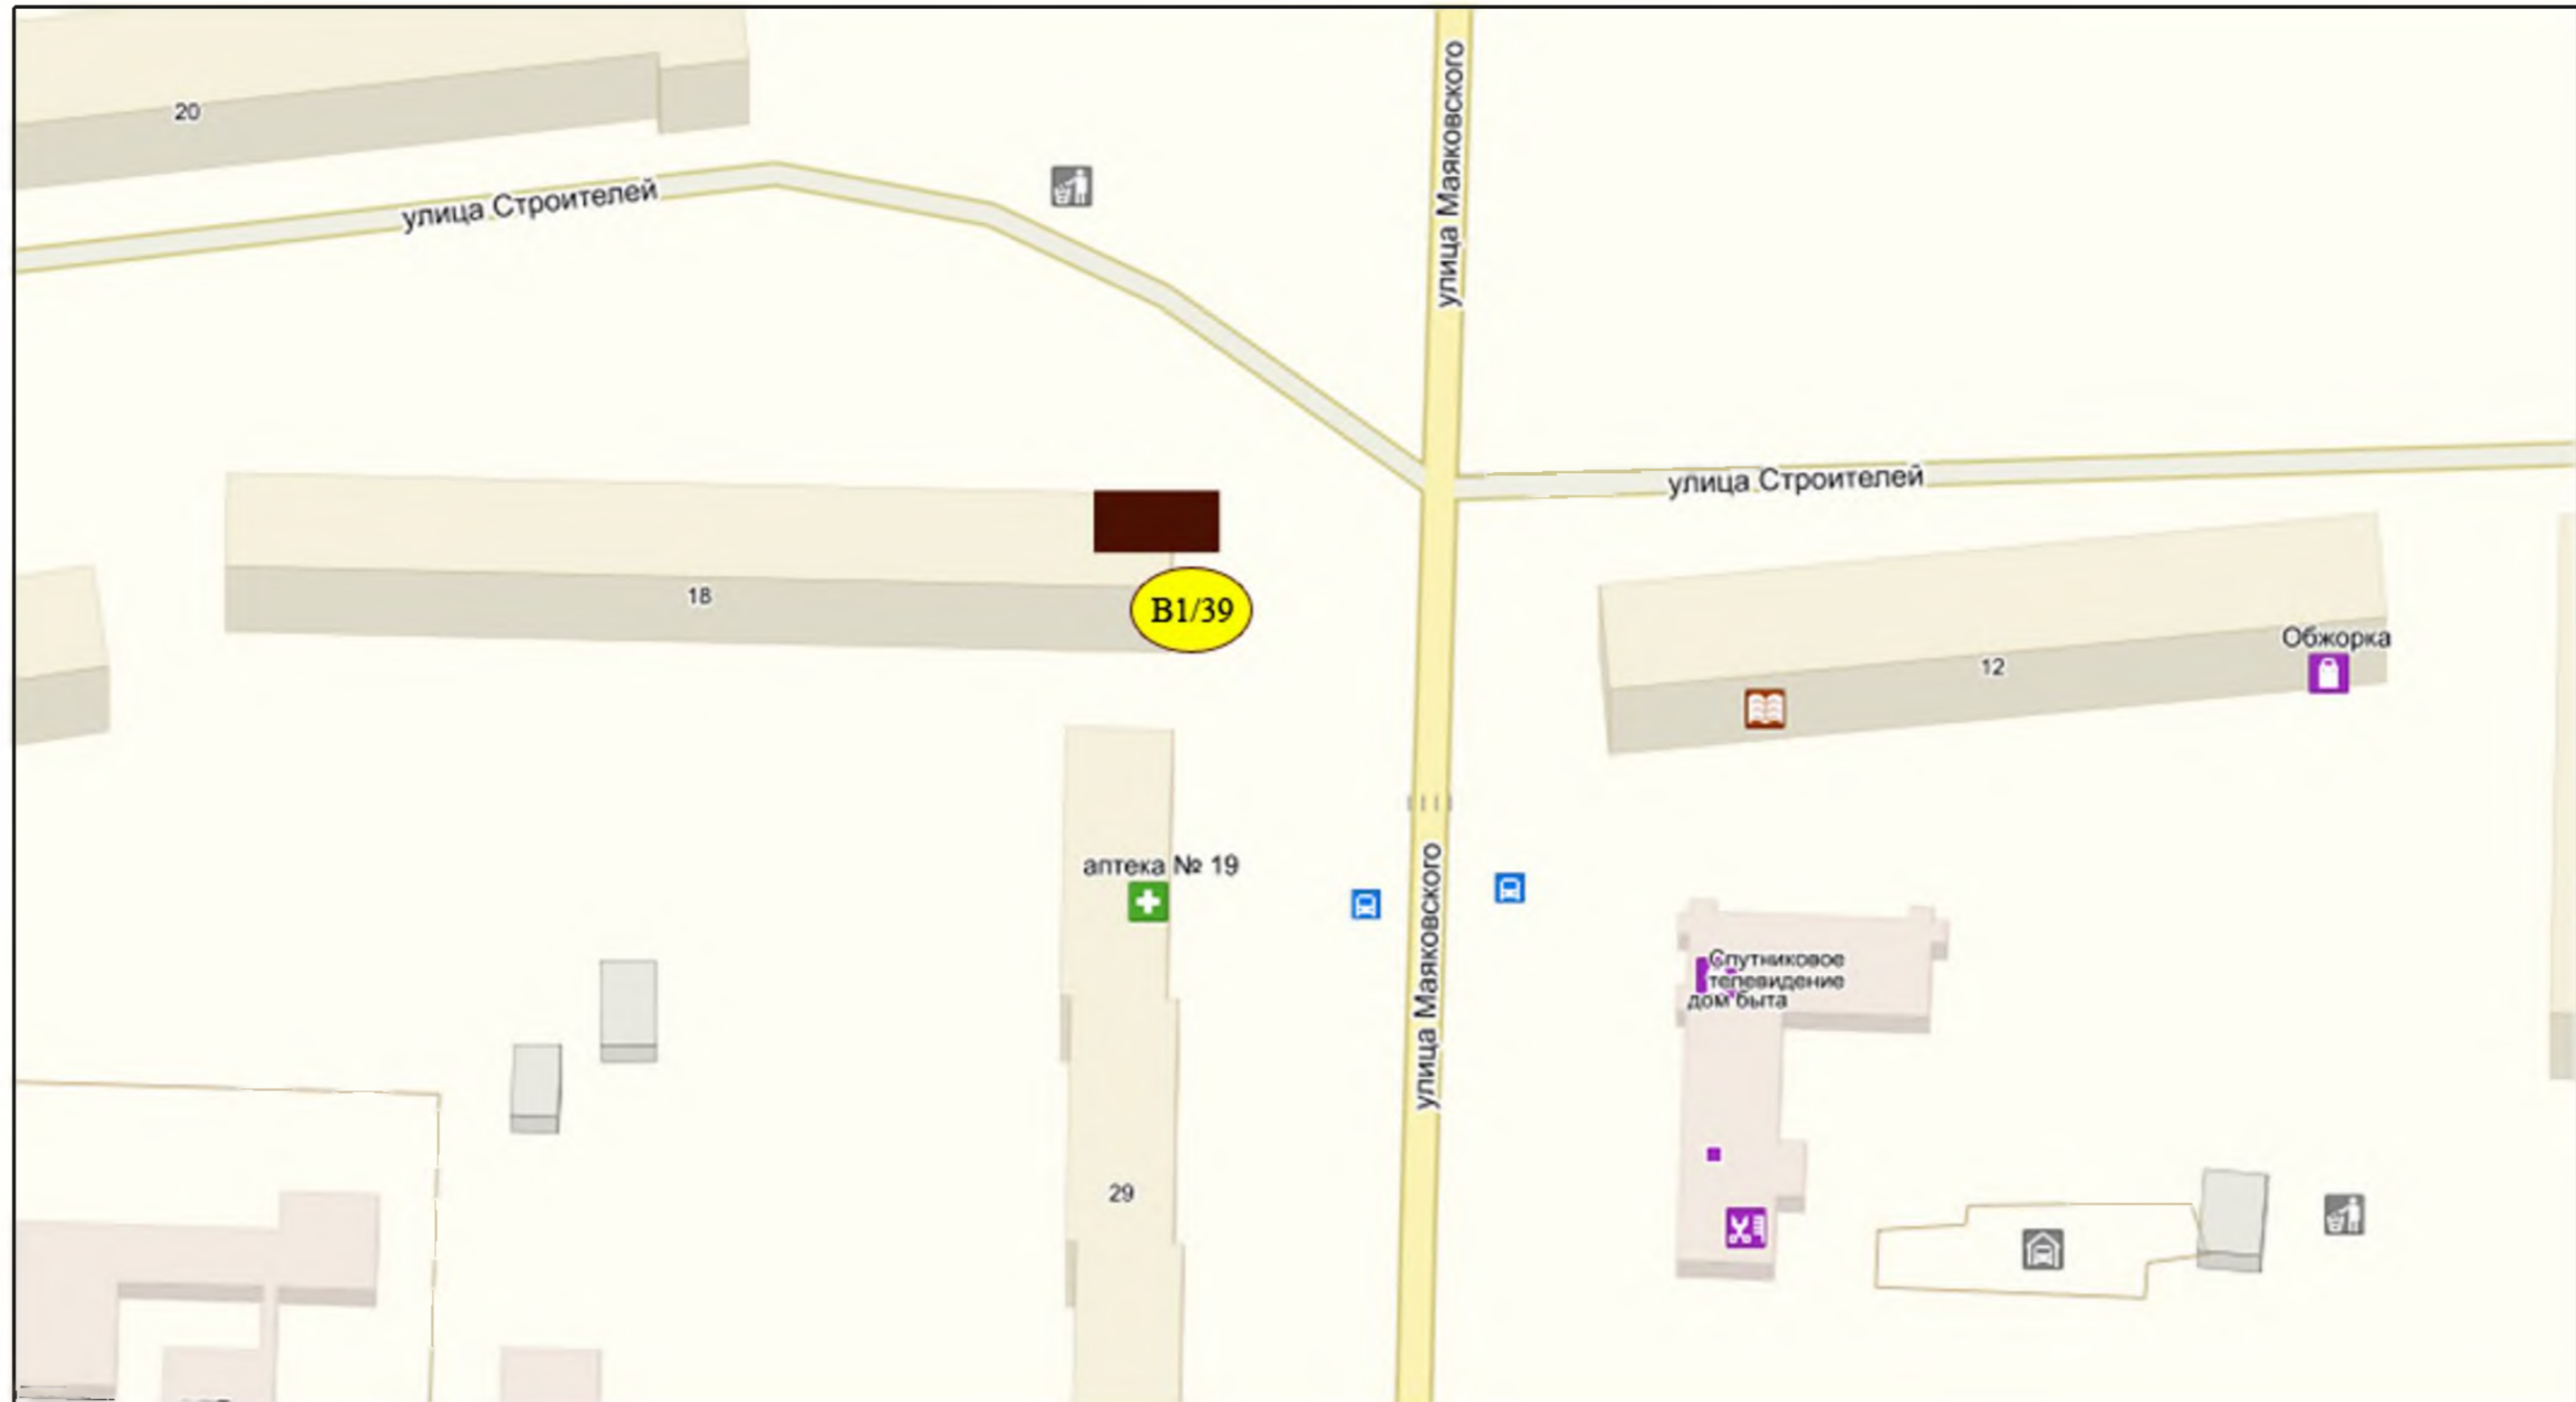 20
улица Строителей
улица Маяковского
улица Строителей
18
B1/39
12
Обжорка
аптека № 19
улица Маяковского
Спутниковое
телевидение
дом быта
29